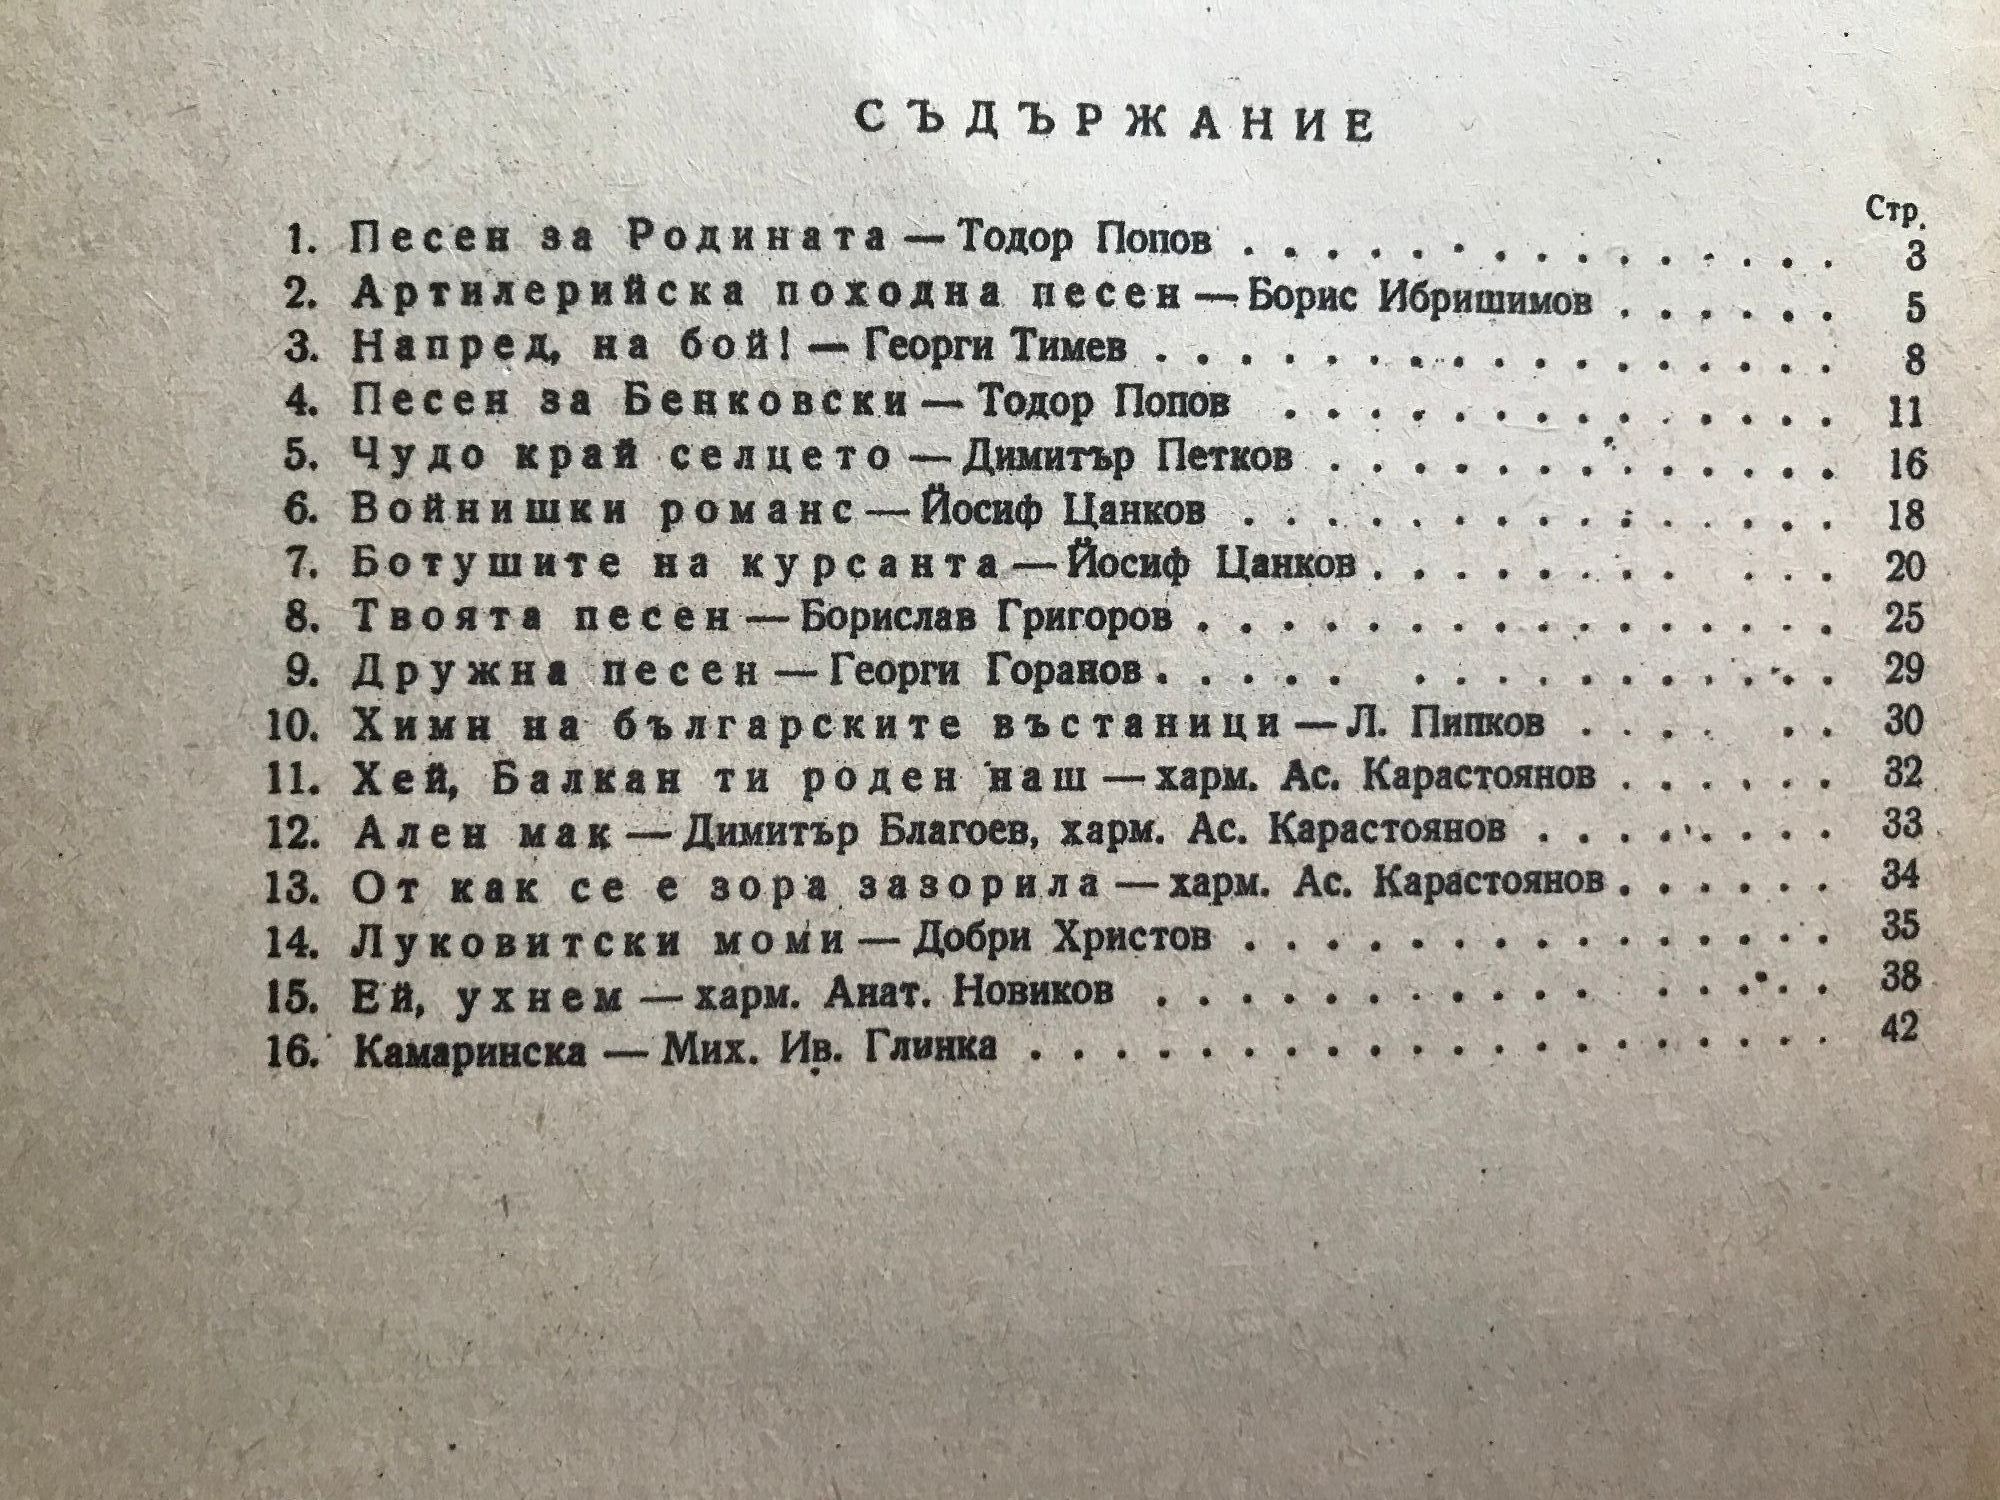 СЪДЪРЖАНИЕ
Стр.
1. Песен за Родината — Тодор Попов . . . . . . . . . . . . . . . 3
2. Артилерийска походна песен — Борис Ибришимов . . . . . . 5
3. Напред, на бой! — Георги Тимев . . . . . . . . . . . . . . . . 8
4. Песен за Бенковски — Тодор Попов . . . . . . . . . . . . . 11
5. Чудо край селцето — Димитър Петков . . . . . . . . . . . . 16
6. Войнишки романс — Йосиф Цанков . . . . . . . . . . . . . . 18
7. Ботушите на курсанта — Йосиф Цанков . . . . . . . . . . . 20
8. Твоята песен — Борислав Григоров . . . . . . . . . . . . . . . 25
9. Дружна песен — Георги Горанов . . . . . . . . . . . . . . . . 29
10. Химн на българските въстаници — Л. Пипков . . . . . . 30
11. Хей, Балкан ти роден наш — харм. Ас. Карастоянов . . . . . . 32
12. Ален мак — Димитър Благоев, харм. Ас. Карастоянов . . . . . . . . 33
13. От как се е зора зазорила — харм. Ас. Карастоянов . . . . . . 34
14. Луковитски моми — Добри Христов . . . . . . . . . . . . . . . 35
15. Ей, ухнем — харм. Анат. Новиков . . . . . . . . . . . . . . . . 38
16. Камаринска — Мих. Ив. Глинка . . . . . . . . . . . . . . . . . . . 42